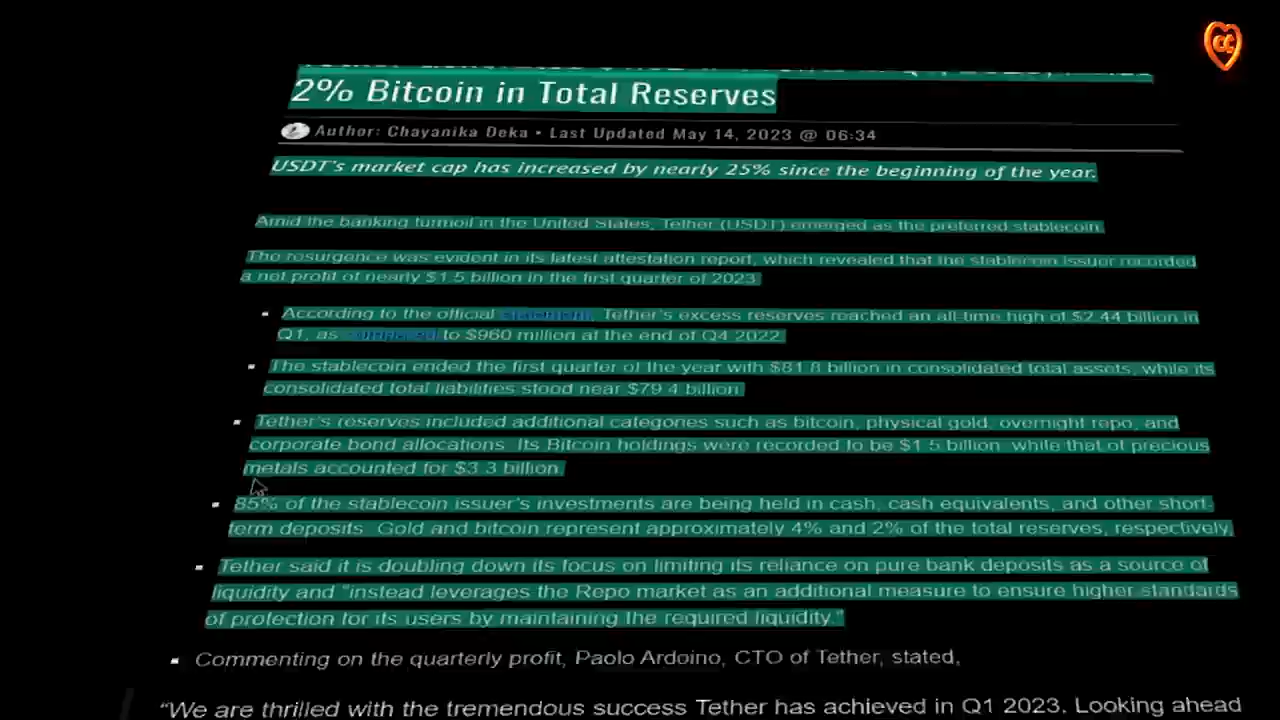 2% Bitcoin in Total Reserves
Author: Chayanika Deka • Last Updated May 14, 2023 @ 06:34
USDT's market cap has increased by nearly 25% since the beginning of the year.
Amid the banking turmoil in the United States, Tether (USDT) emerged as the preferred stablecoin.
The resurgence was evident in its latest attestation report, which revealed that the stablecoin issuer recorded
a net profit of nearly $1.5 billion in the first quarter of 2023.
▪ According to the official statement, Tether's excess reserves reached an all-time high of $2.44 billion in
Q1, as compared to $960 million at the end of Q4 2022.
▪ The stablecoin ended the first quarter of the year with $81.8 billion in consolidated total assets, while its
consolidated total liabilities stood near $79.4 billion.
▪ Tether's reserves included additional categories such as bitcoin, physical gold, overnight repo, and
corporate bond allocations. Its Bitcoin holdings were recorded to be $1.5 billion, while that of precious
metals accounted for $3.3 billion.
▪ 85% of the stablecoin issuer's investments are being held in cash, cash equivalents, and other short-
term deposits. Gold and bitcoin represent approximately 4% and 2% of the total reserves, respectively.
▪ Tether said it is doubling down its focus on limiting its reliance on pure bank deposits as a source of
liquidity and "instead leverages the Repo market as an additional measure to ensure higher standards
of protection for its users by maintaining the required liquidity."
▪ Commenting on the quarterly profit, Paolo Ardoino, CTO of Tether, stated,
"We are thrilled with the tremendous success Tether has achieved in Q1 2023. Looking ahead